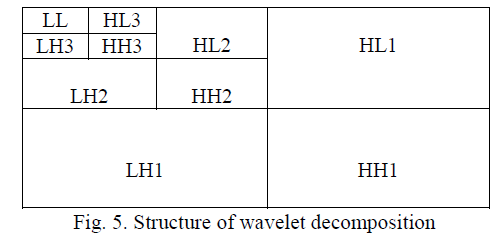 LL HL3
LH3 HH3 HL2 HL1
LH2 HH2
LH1 HH1
Fig. 5. Structure of wavelet decomposition